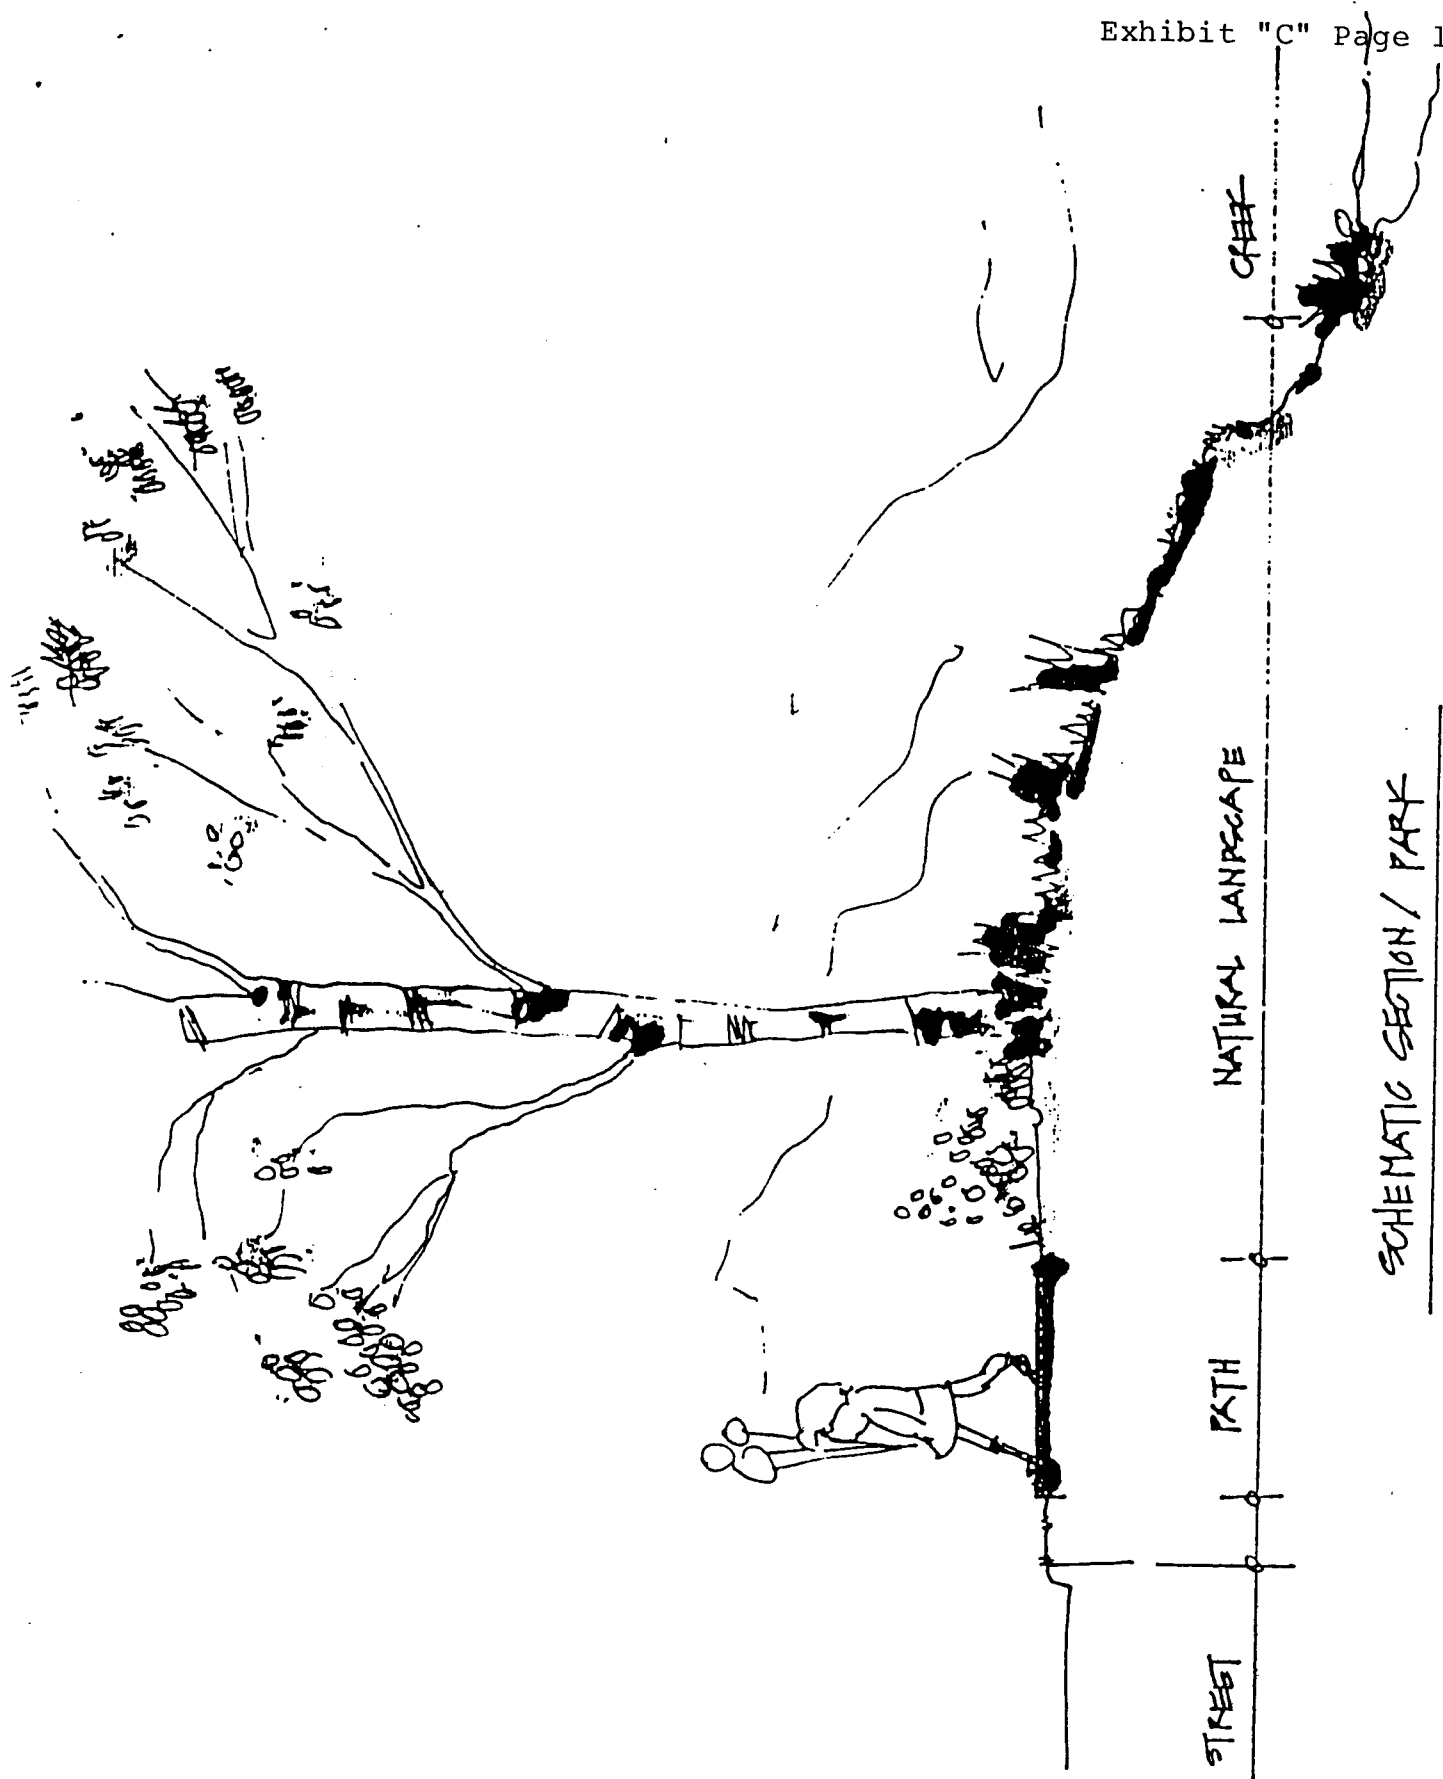 Exhibit "C" Page 1
STREET
PATH
NATURAL LANDSCAPE
CREEK
SCHEMATIC SECTION / PARK